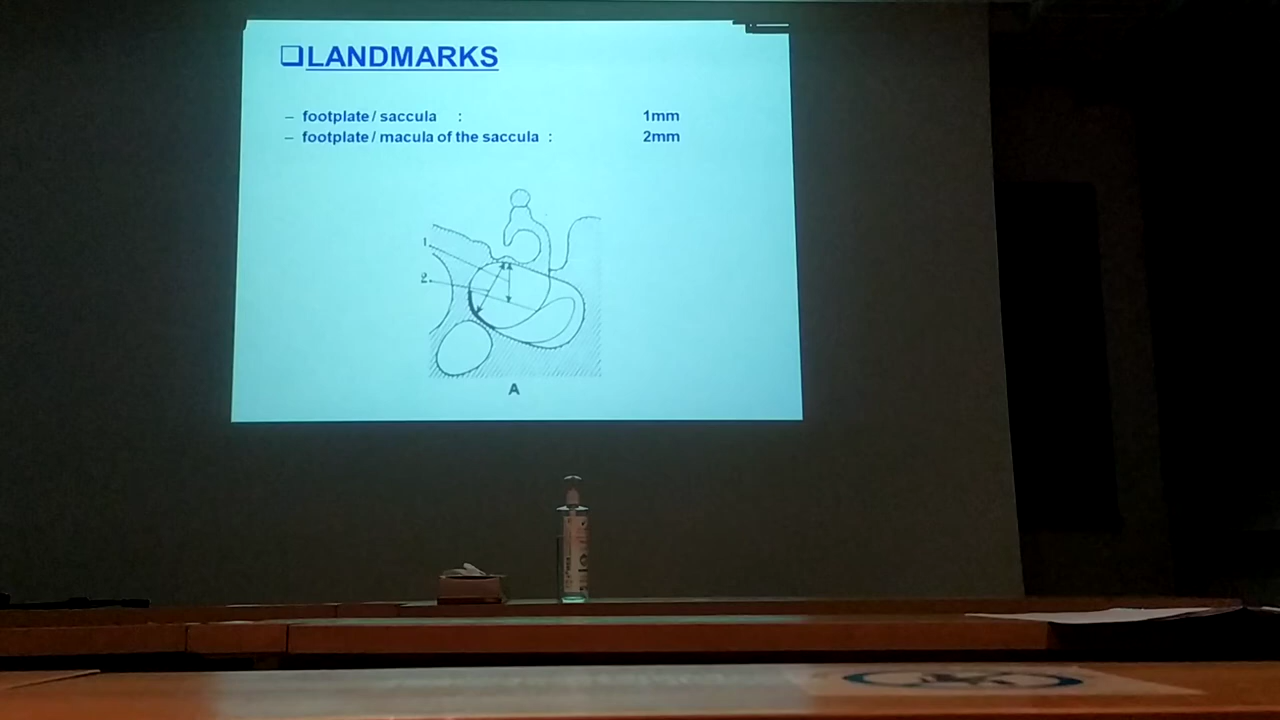 LANDMARKS
– footplate / saccula : 1mm
– footplate / macula of the saccula : 2mm
1
2
A